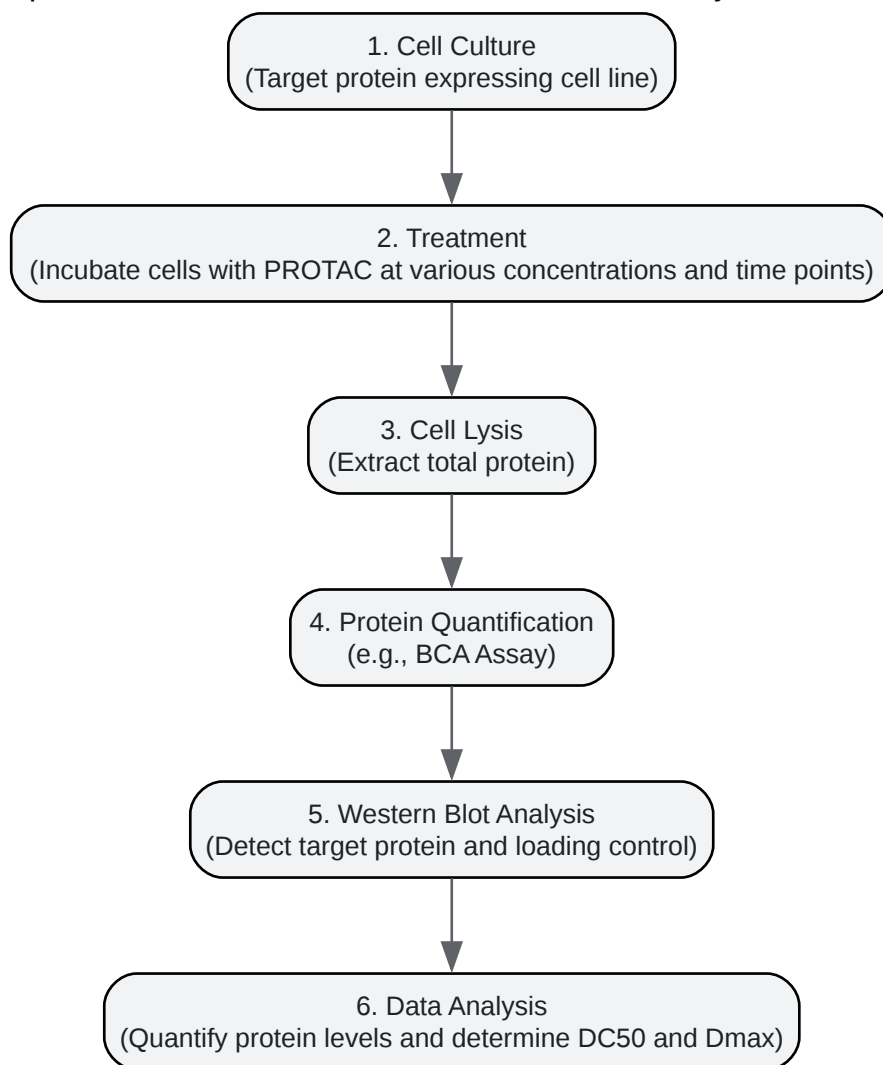 1. Cell Culture
(Target protein expressing cell line)
2. Treatment
(Incubate cells with PROTAC at various concentrations and time points)
3. Cell Lysis
(Extract total protein)
4. Protein Quantification
(e.g., BCA Assay)
5. Western Blot Analysis
(Detect target protein and loading control)
6. Data Analysis
(Quantify protein levels and determine DC50 and Dmax)